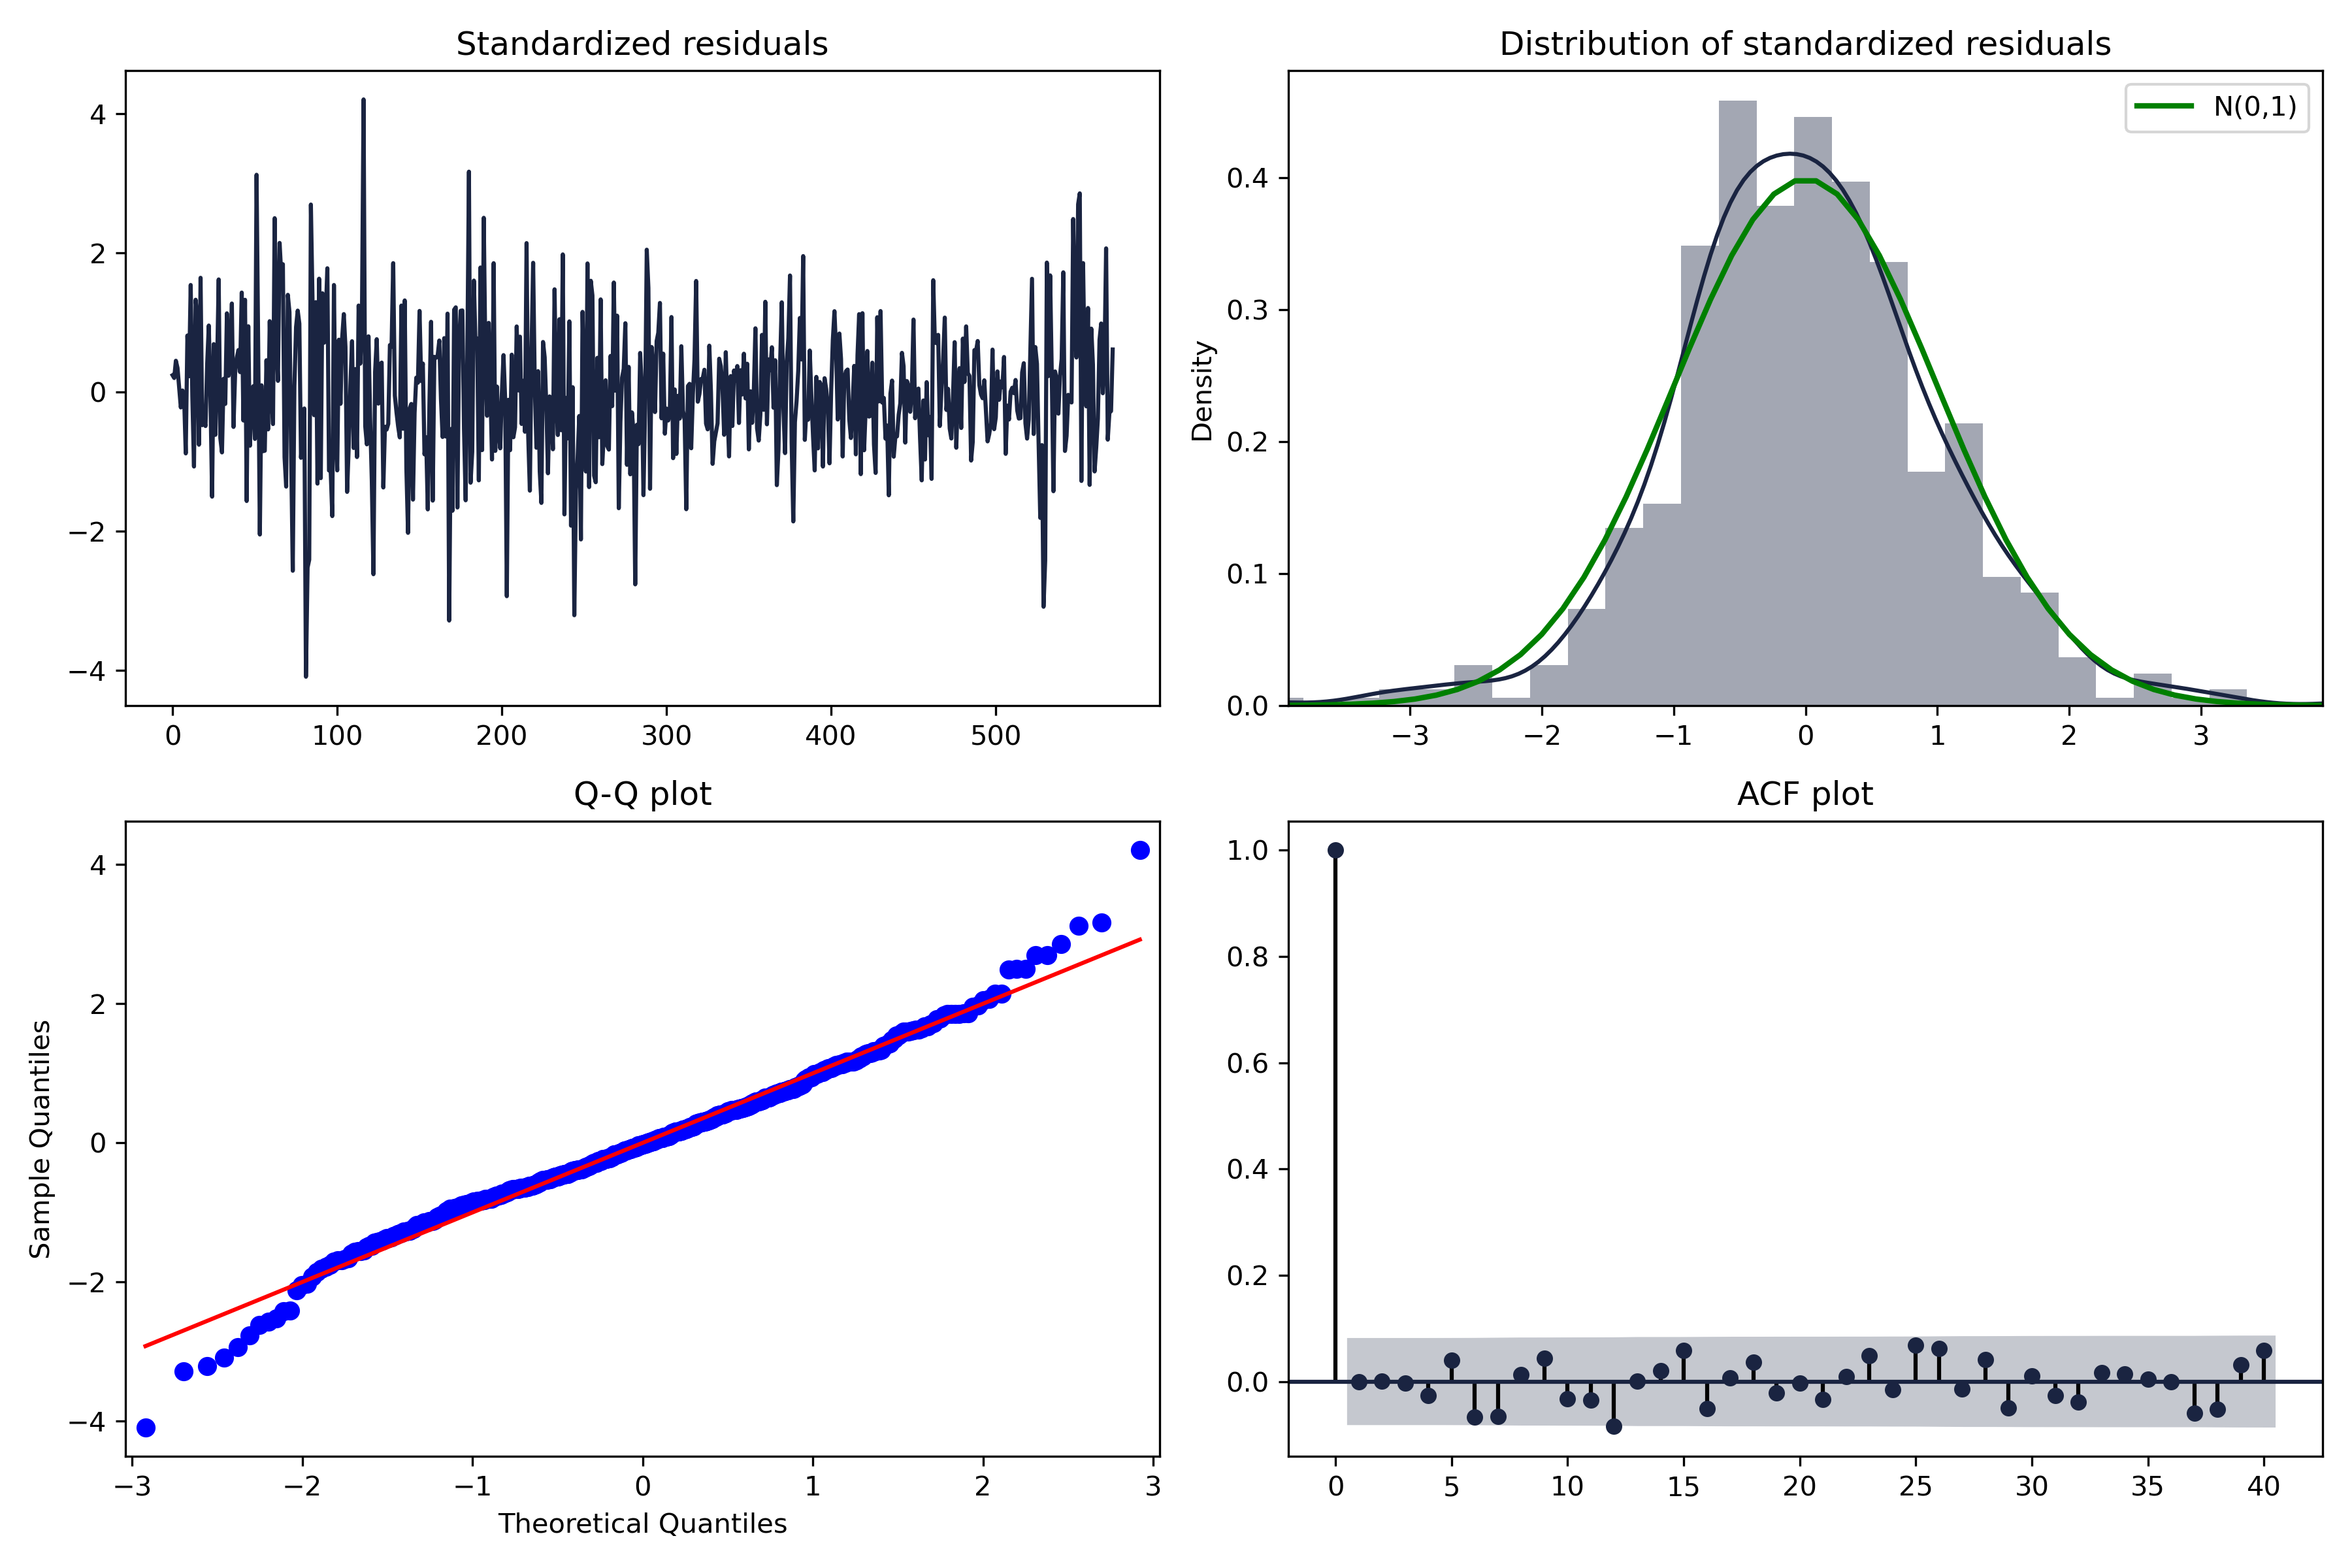 Standardized residuals
4
2
0
−2
−4
0 100 200 300 400 500
Distribution of standardized residuals
N(0,1)
Density
0.4
0.3
0.2
0.1
0.0
−3 −2 −1 0 1 2 3
Q-Q plot
Sample Quantiles
4
2
0
−2
−4
−3 −2 −1 0 1 2 3
Theoretical Quantiles
ACF plot
1.0
0.8
0.6
0.4
0.2
0.0
0 5 10 15 20 25 30 35 40